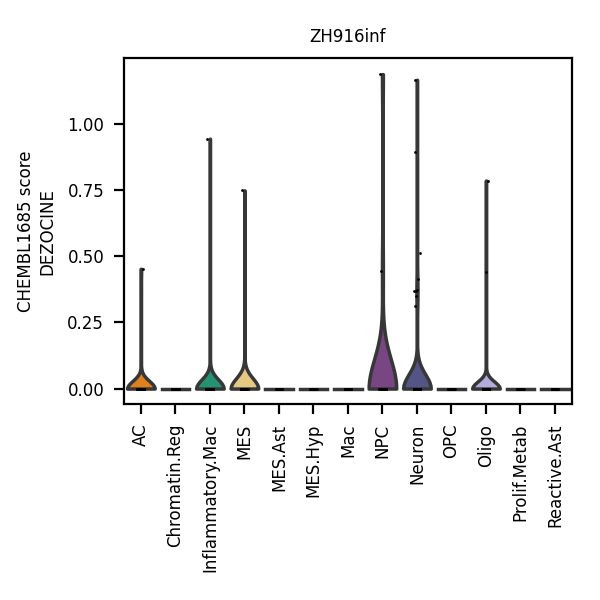 ZH916inf
CHEMBL1685 score
DEZOCINE
1.00
0.75
0.50
0.25
0.00
AC
Chromatin.Reg
Inflammatory.Mac
MES
MES.Ast
MES.Hyp
Mac
NPC
Neuron
OPC
Oligo
Prolif.Metab
Reactive.Ast